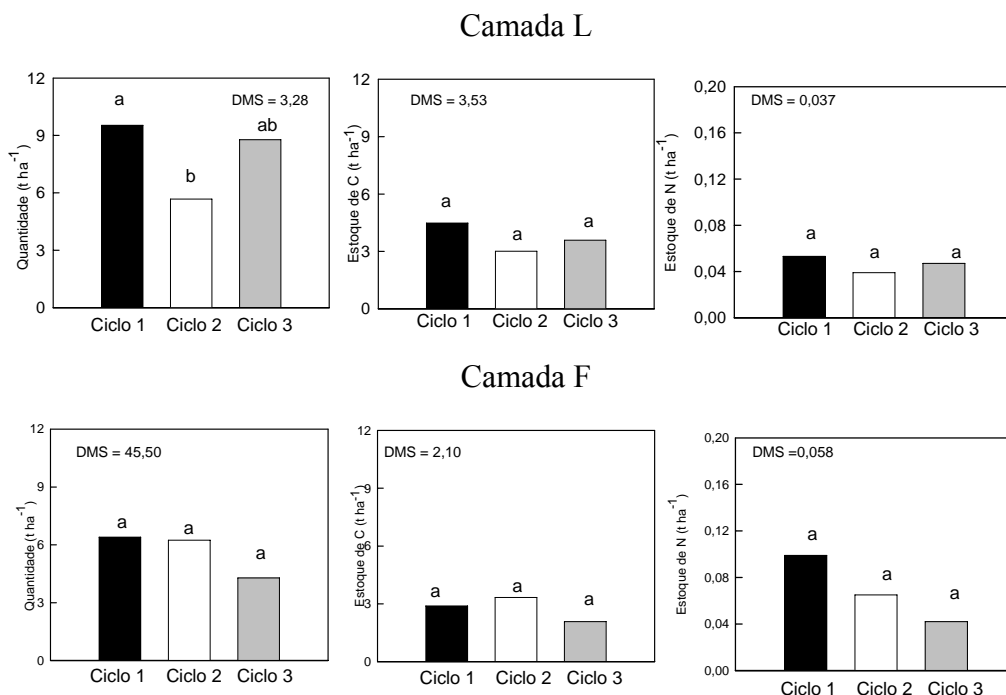 Camada L
Quantidade (t ha⁻¹)
12
9
6
3
0
DMS = 3,28
a
b
ab
Ciclo 1
Ciclo 2
Ciclo 3
Estoque de C (t ha⁻¹)
12
9
6
3
0
DMS = 3,53
a
a
a
Ciclo 1
Ciclo 2
Ciclo 3
Estoque de N (t ha⁻¹)
0,20
0,16
0,12
0,08
0,04
0,00
DMS = 0,037
a
a
a
Ciclo 1
Ciclo 2
Ciclo 3
Camada F
Quantidade (t ha⁻¹)
12
9
6
3
0
DMS = 45,50
a
a
a
Ciclo 1
Ciclo 2
Ciclo 3
Estoque de C (t ha⁻¹)
12
9
6
3
0
DMS = 2,10
a
a
a
Ciclo 1
Ciclo 2
Ciclo 3
Estoque de N (t ha⁻¹)
0,20
0,16
0,12
0,08
0,04
0,00
DMS =0,058
a
a
a
Ciclo 1
Ciclo 2
Ciclo 3